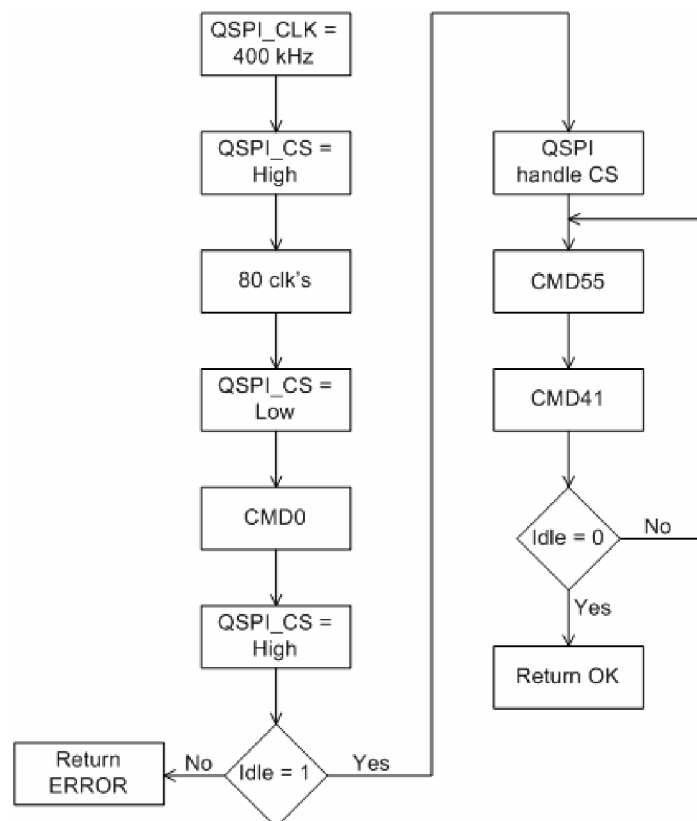 QSPI_CLK =
400 kHz
QSPI_CS =
High
80 clk's
QSPI_CS =
Low
CMD0
QSPI_CS =
High
Idle = 1
No
Return
ERROR
Yes
QSPI
handle CS
CMD55
CMD41
Idle = 0
No
Yes
Return OK